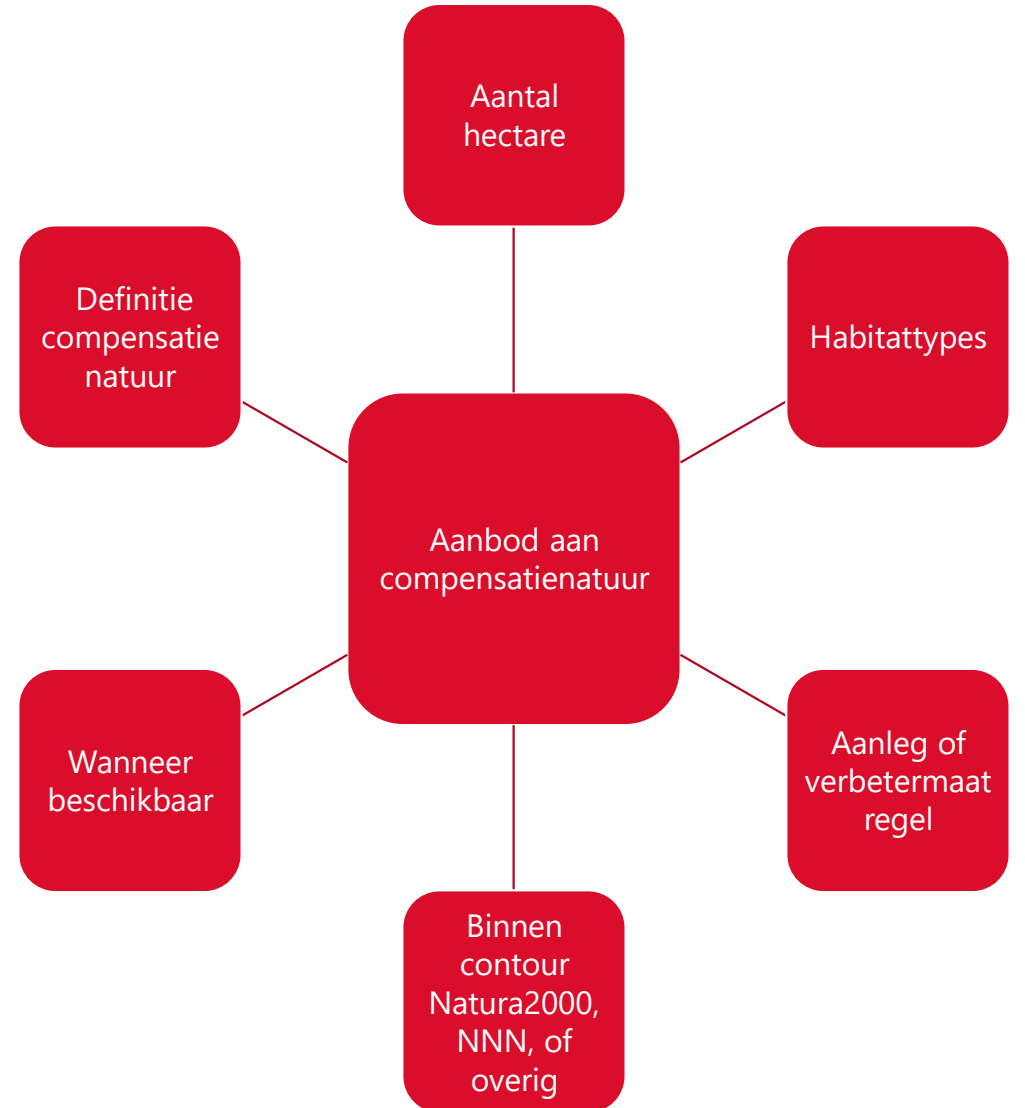 Aantal
hectare
Definitie
compensatie
natuur
Habitattypes
Aanbod aan
compensatienatuur
Wanneer
beschikbaar
Aanleg of
verbetermaat
regel
Binnen
contour
Natura2000,
NNN, of
overig